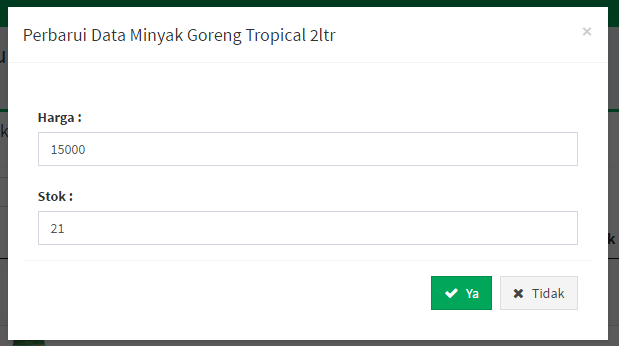 Perbarui Data Minyak Goreng Tropical 2ltr ×
Harga :
15000
Stok :
21
Ya Tidak